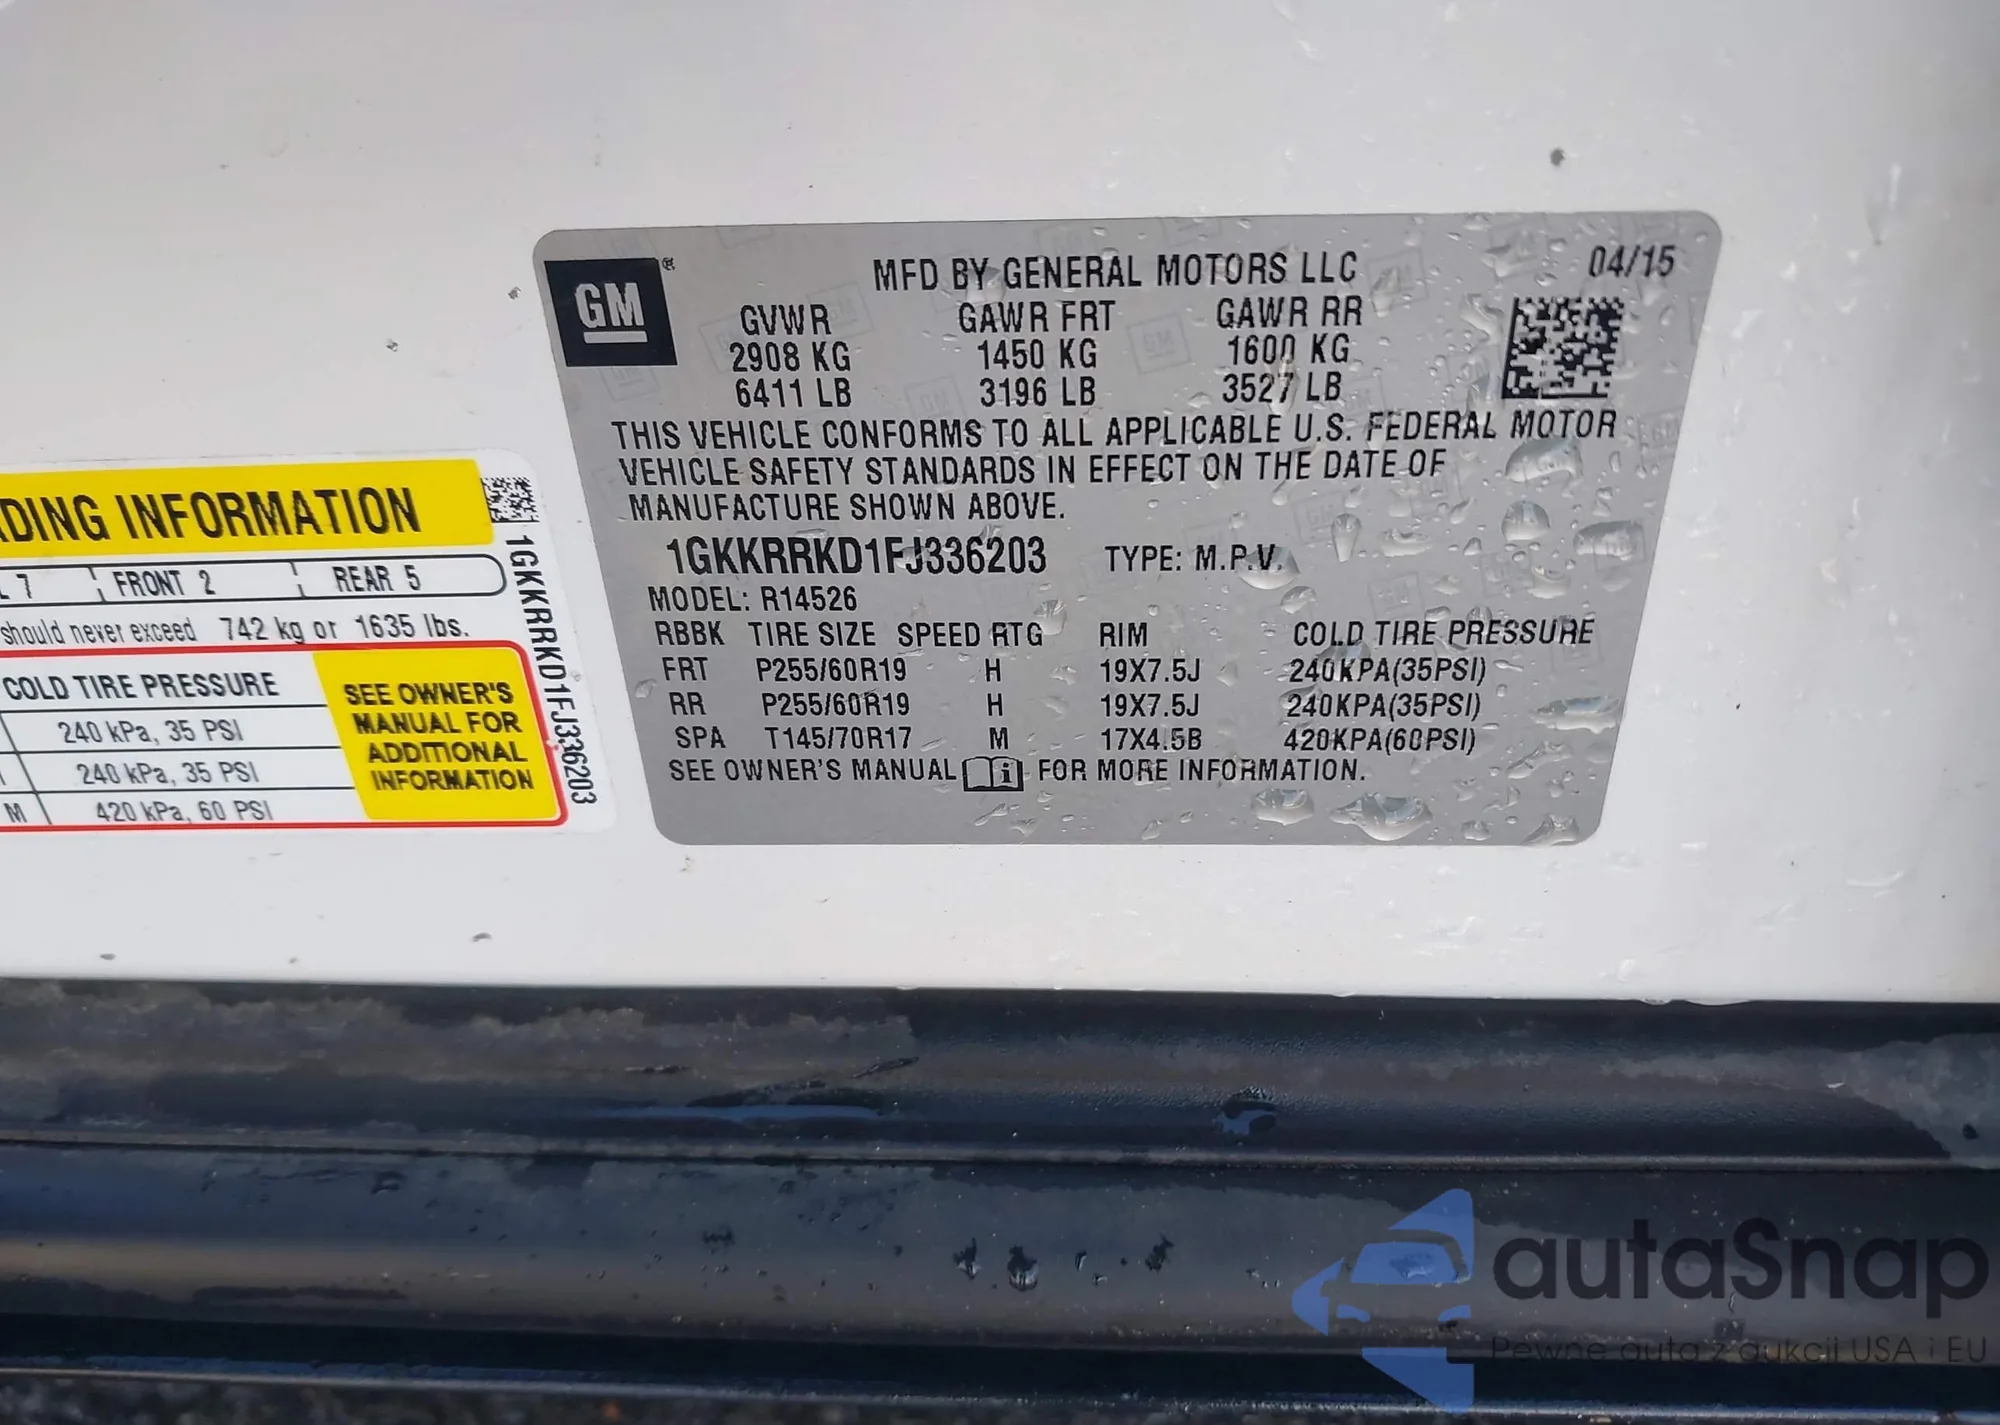 GM
MFD BY GENERAL MOTORS LLC 04/15
GVWR GAWR FRT GAWR RR
2908 KG 1450 KG 1600 KG
6411 LB 3196 LB 3527 LB
THIS VEHICLE CONFORMS TO ALL APPLICABLE U.S. FEDERAL MOTOR
VEHICLE SAFETY STANDARDS IN EFFECT ON THE DATE OF
MANUFACTURE SHOWN ABOVE.
1GKKRRKD1FJ336203 TYPE: M.P.V.
MODEL: R14526
RBBK TIRE SIZE SPEED RTG RIM COLD TIRE PRESSURE
FRT P255/60R19 H 19X7.5J 240KPA(35PSI)
RR P255/60R19 H 19X7.5J 240KPA(35PSI)
SPA T145/70R17 M 17X4.5B 420KPA(60PSI)
SEE OWNER'S MANUAL i FOR MORE INFORMATION.
DING INFORMATION
L 7 FRONT 2 REAR 5
should never exceed 742 kg or 1635 lbs.
COLD TIRE PRESSURE
240 kPa, 35 PSI
240 kPa, 35 PSI
M 420 kPa, 60 PSI
SEE OWNER'S
MANUAL FOR
ADDITIONAL
INFORMATION
1GKKRRKD1FJ336203
autaSnap
Pewne auta z aukcji USA i EU